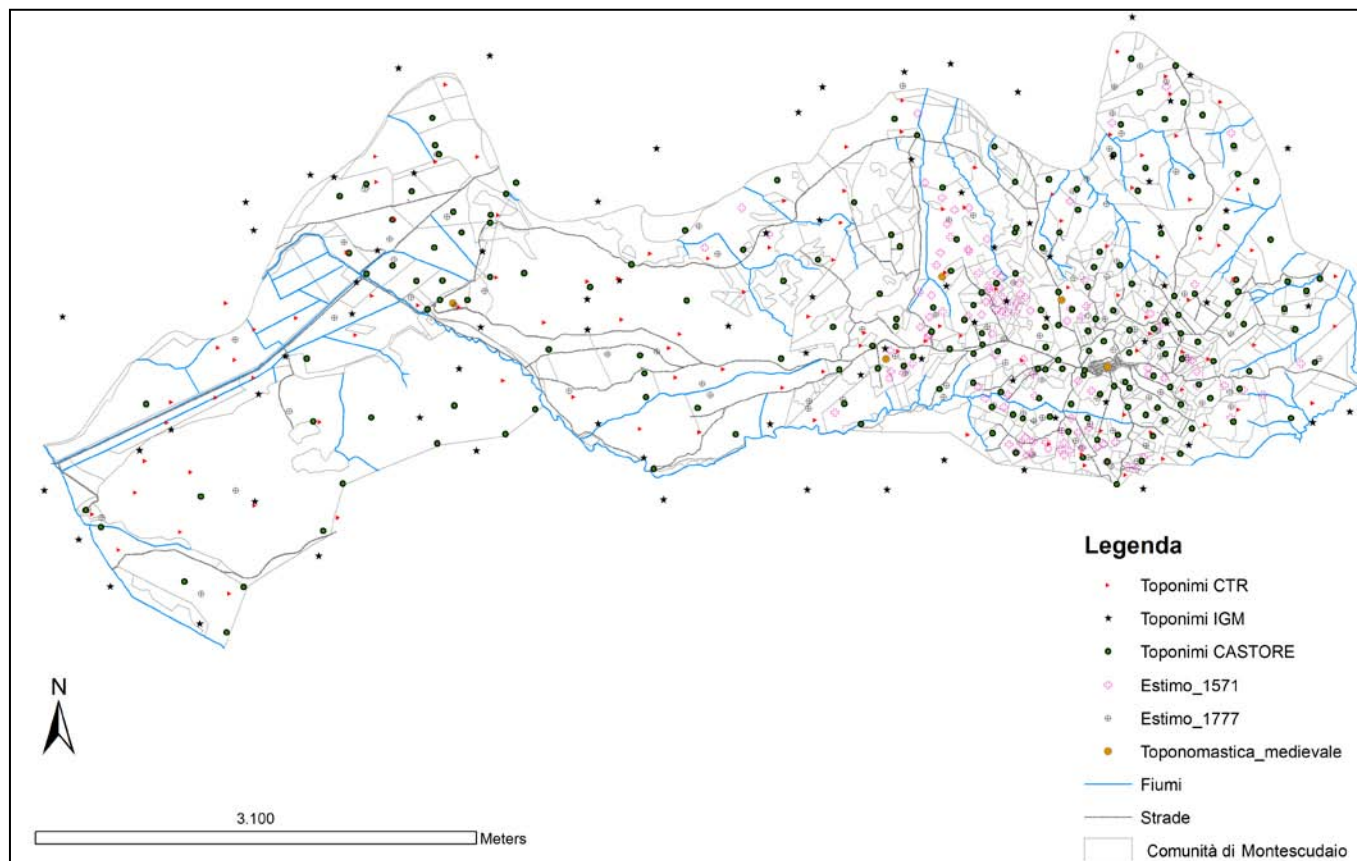 Legenda
Toponimi CTR
Toponimi IGM
Toponimi CASTORE
Estimo_1571
Estimo_1777
Toponomastica_medievale
Fiumi
Strade
Comunità di Montescudaio
N
3.100
Meters